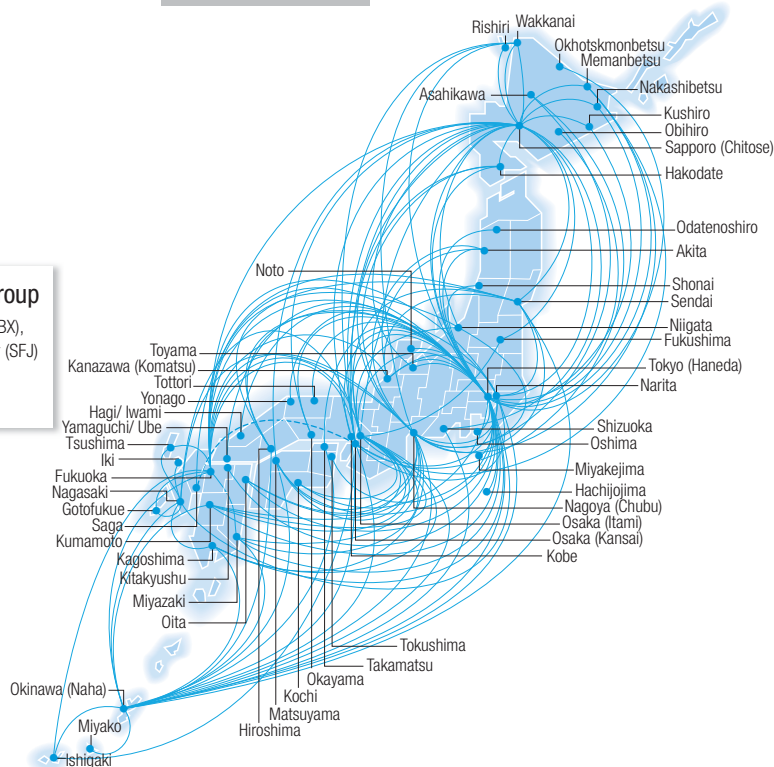 Rishiri
Wakkanai
Okhotskmonbetsu
Memanbetsu
Asahikawa
Nakashibetsu
Kushiro
Obihiro
Sapporo (Chitose)
Hakodate
Odatenoshiro
Akita
Noto
Shonai
Sendai
roup
BX),
(SFJ)
Niigata
Fukushima
Toyama
Kanazawa (Komatsu)
Tokyo (Haneda)
Tottori
Narita
Yonago
Hagi/ Iwami
Yamaguchi/ Ube
Shizuoka
Tsushima
Oshima
Iki
Miyakejima
Fukuoka
Nagasaki
Hachijojima
Gotofukue
Nagoya (Chubu)
Saga
Osaka (Itami)
Kumamoto
Osaka (Kansai)
Kagoshima
Kobe
Kitakyushu
Miyazaki
Oita
Tokushima
Takamatsu
Okayama
Okinawa (Naha)
Kochi
Matsuyama
Miyako
Hiroshima
Ishigaki